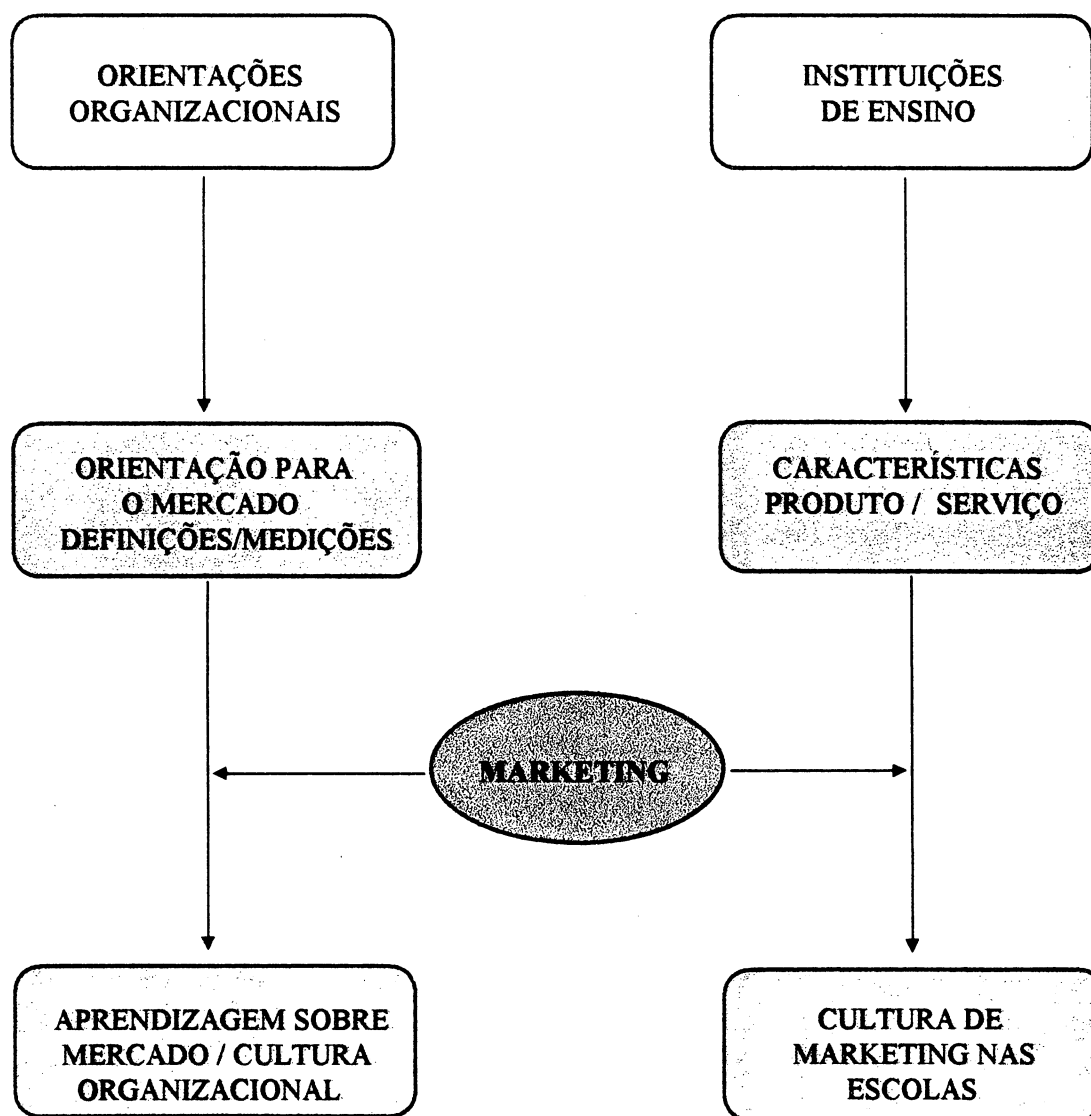 ORIENTAÇÕES
ORGANIZACIONAIS
INSTITUIÇÕES
DE ENSINO
ORIENTAÇÃO PARA
O MERCADO
DEFINIÇÕES/MEDIÇÕES
CARACTERÍSTICAS
PRODUTO / SERVIÇO
MARKETING
APRENDIZAGEM SOBRE
MERCADO / CULTURA
ORGANIZACIONAL
CULTURA DE
MARKETING NAS
ESCOLAS